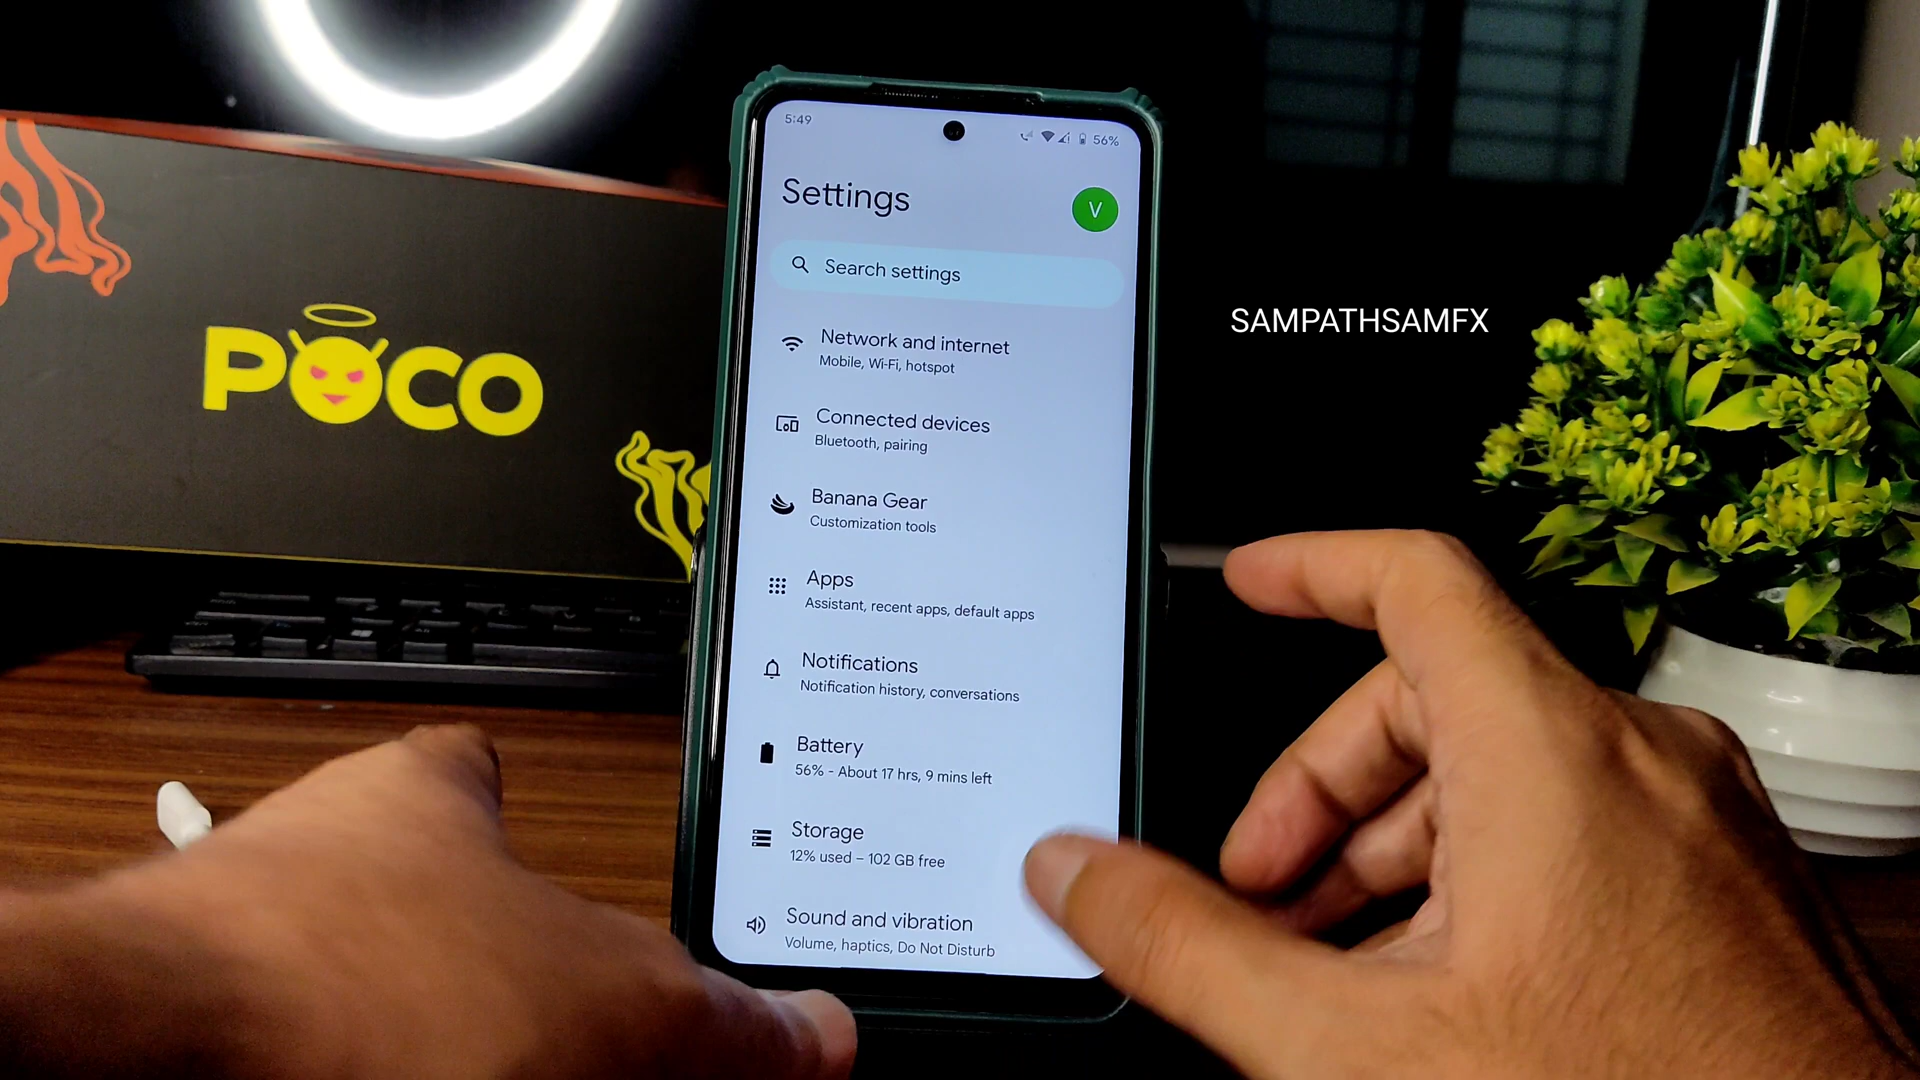 POCO
5:49
56%
Settings
V
Search settings
Network and internet
Mobile, Wi-Fi, hotspot
Connected devices
Bluetooth, pairing
Banana Gear
Customization tools
Apps
Assistant, recent apps, default apps
Notifications
Notification history, conversations
Battery
56% - About 17 hrs, 9 mins left
Storage
12% used – 102 GB free
Sound and vibration
Volume, haptics, Do Not Disturb
SAMPATHSAMFX